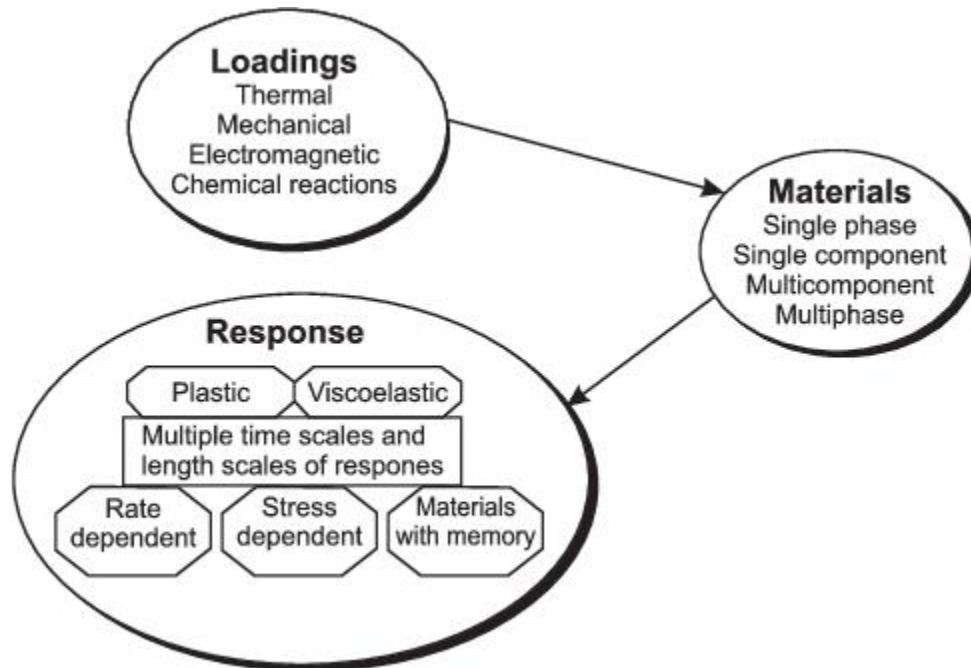 Loadings
Thermal
Mechanical
Electromagnetic
Chemical reactions
Materials
Single phase
Single component
Multicomponent
Multiphase
Response
Plastic
Viscoelastic
Multiple time scales and
length scales of respones
Rate
dependent
Stress
dependent
Materials
with memory